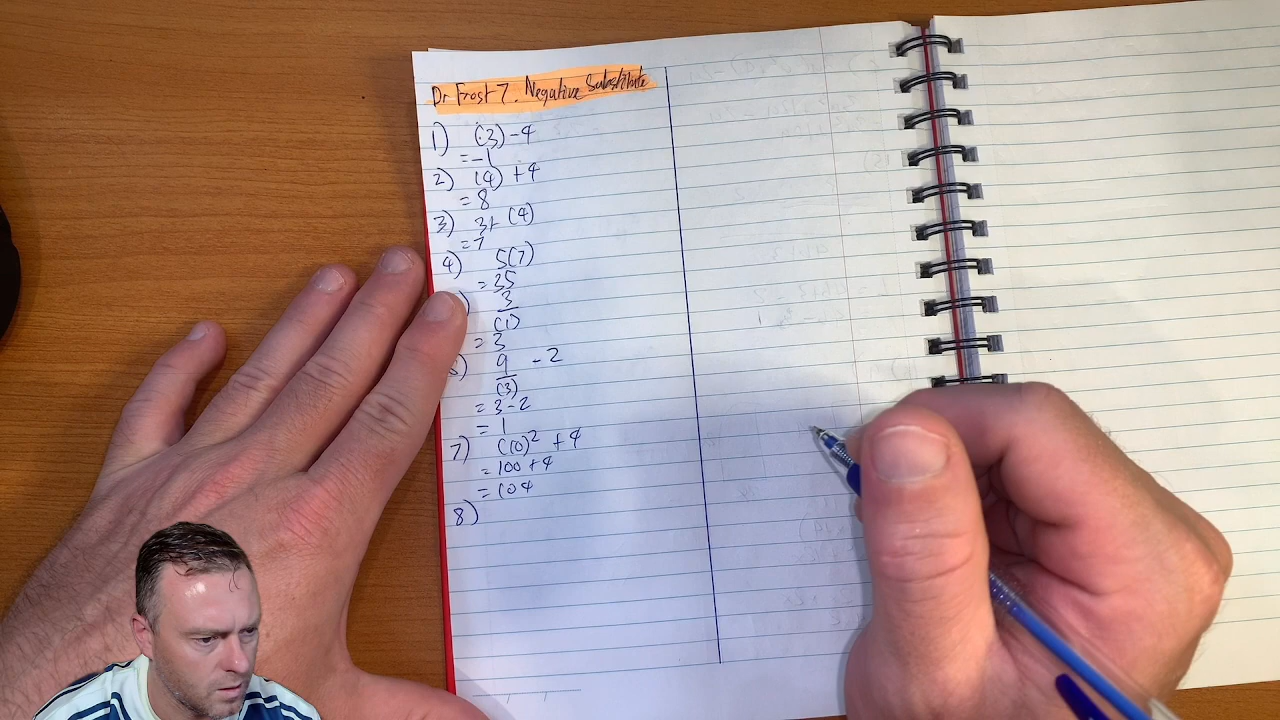 Dr Frost 7. Negative Substitute
1) (3) - 4
= -1
2) (4) + 4
= 8
3) 3 + (4)
= 7
4) 5(7)
= 35
) 3
(1)
= 3
6) 9 - 2
(3)
= 3 - 2
= 1
7) (10)² + 4
= 100 + 4
= 104
8)